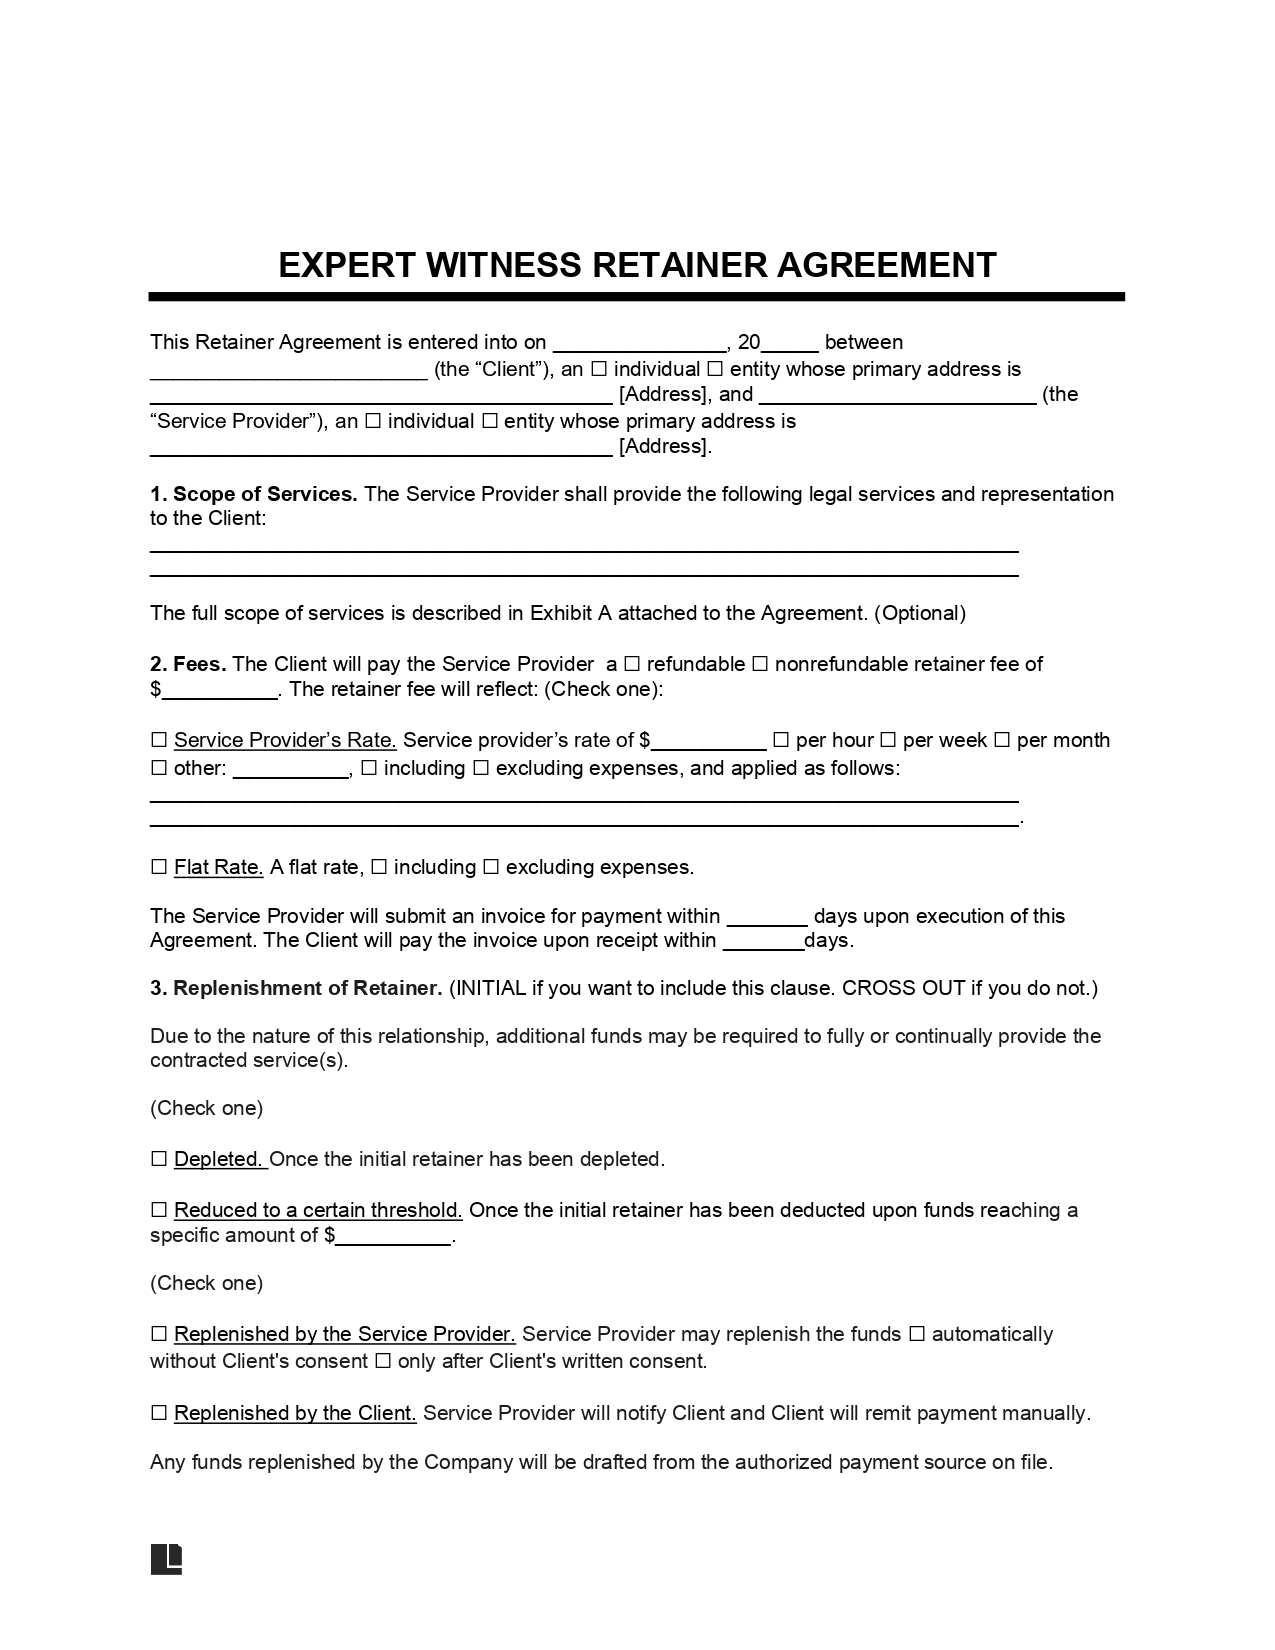 EXPERT WITNESS RETAINER AGREEMENT
This Retainer Agreement is entered into on _______________, 20_____ between
________________________ (the “Client”), an ☐ individual ☐ entity whose primary address is
________________________________________ [Address], and ________________________ (the
“Service Provider”), an ☐ individual ☐ entity whose primary address is
________________________________________ [Address].
1. Scope of Services. The Service Provider shall provide the following legal services and representation
to the Client:
___________________________________________________________________________
___________________________________________________________________________
The full scope of services is described in Exhibit A attached to the Agreement. (Optional)
2. Fees. The Client will pay the Service Provider  a ☐ refundable ☐ nonrefundable retainer fee of
$__________. The retainer fee will reflect: (Check one):
☐ Service Provider’s Rate. Service provider’s rate of $__________ ☐ per hour ☐ per week ☐ per month
☐ other: __________, ☐ including ☐ excluding expenses, and applied as follows:
___________________________________________________________________________
___________________________________________________________________________.
☐ Flat Rate. A flat rate, ☐ including ☐ excluding expenses.
The Service Provider will submit an invoice for payment within _______ days upon execution of this
Agreement. The Client will pay the invoice upon receipt within _______days.
3. Replenishment of Retainer. (INITIAL if you want to include this clause. CROSS OUT if you do not.)
Due to the nature of this relationship, additional funds may be required to fully or continually provide the
contracted service(s).
(Check one)
☐ Depleted. Once the initial retainer has been depleted.
☐ Reduced to a certain threshold. Once the initial retainer has been deducted upon funds reaching a
specific amount of $__________.
(Check one)
☐ Replenished by the Service Provider. Service Provider may replenish the funds ☐ automatically
without Client's consent ☐ only after Client's written consent.
☐ Replenished by the Client. Service Provider will notify Client and Client will remit payment manually.
Any funds replenished by the Company will be drafted from the authorized payment source on file.